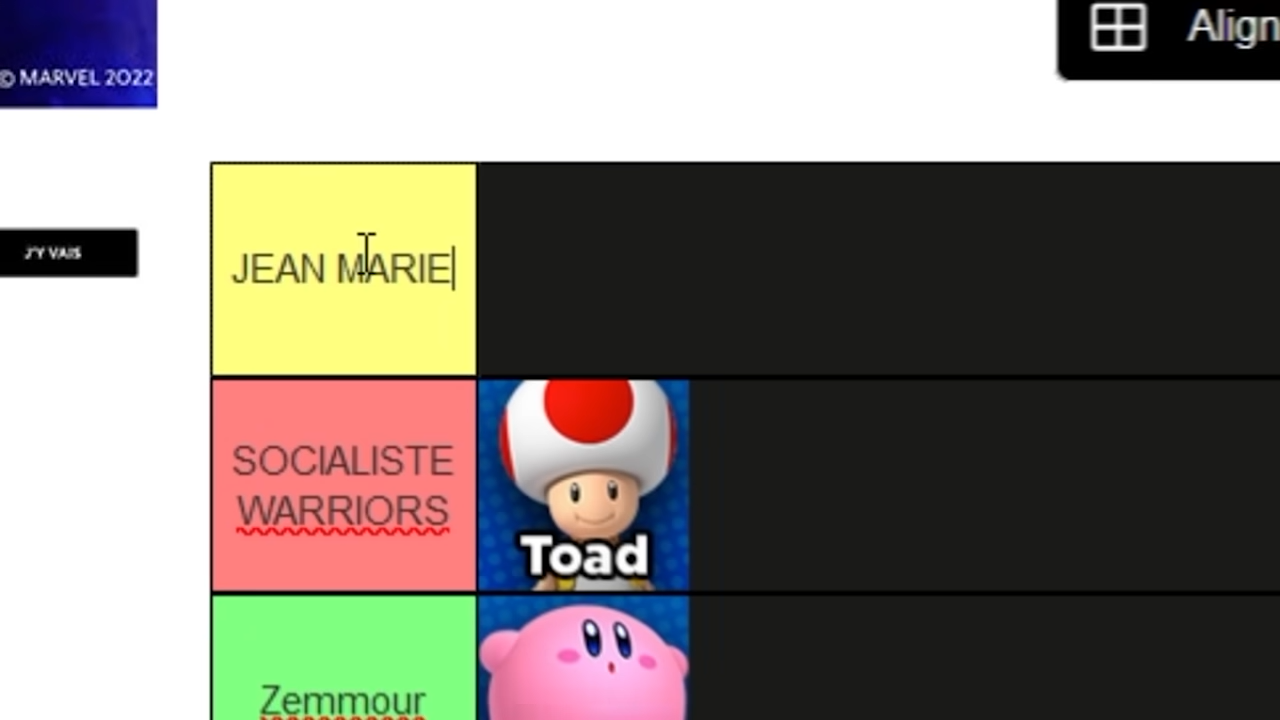 © MARVEL 2022
Align
J'Y VAIS
JEAN MARIE
SOCIALISTE
WARRIORS
Toad
Zemmour